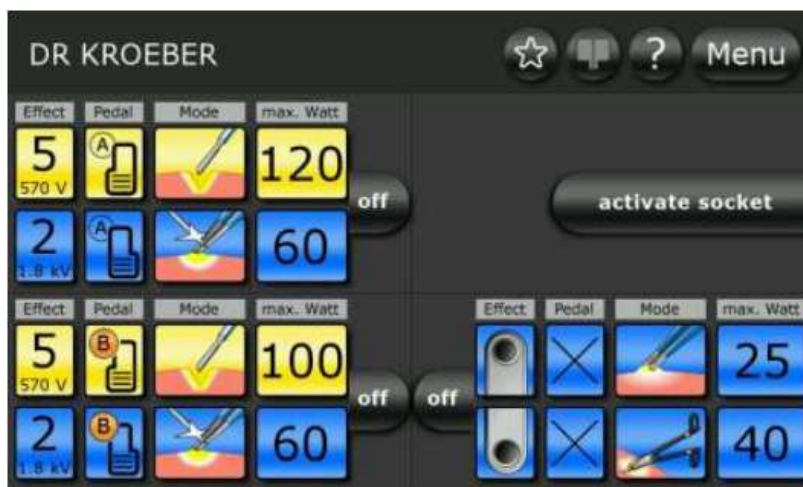 DR KROEBER
? Menu
Effect Pedal Mode max. Watt
5 A 120
570 V
off
activate socket
2 A 60
1.8 kV
Effect Pedal Mode max. Watt Effect Pedal Mode max. Watt
5 B 100 25
570 V
off off
2 B 60 40
1.8 kV